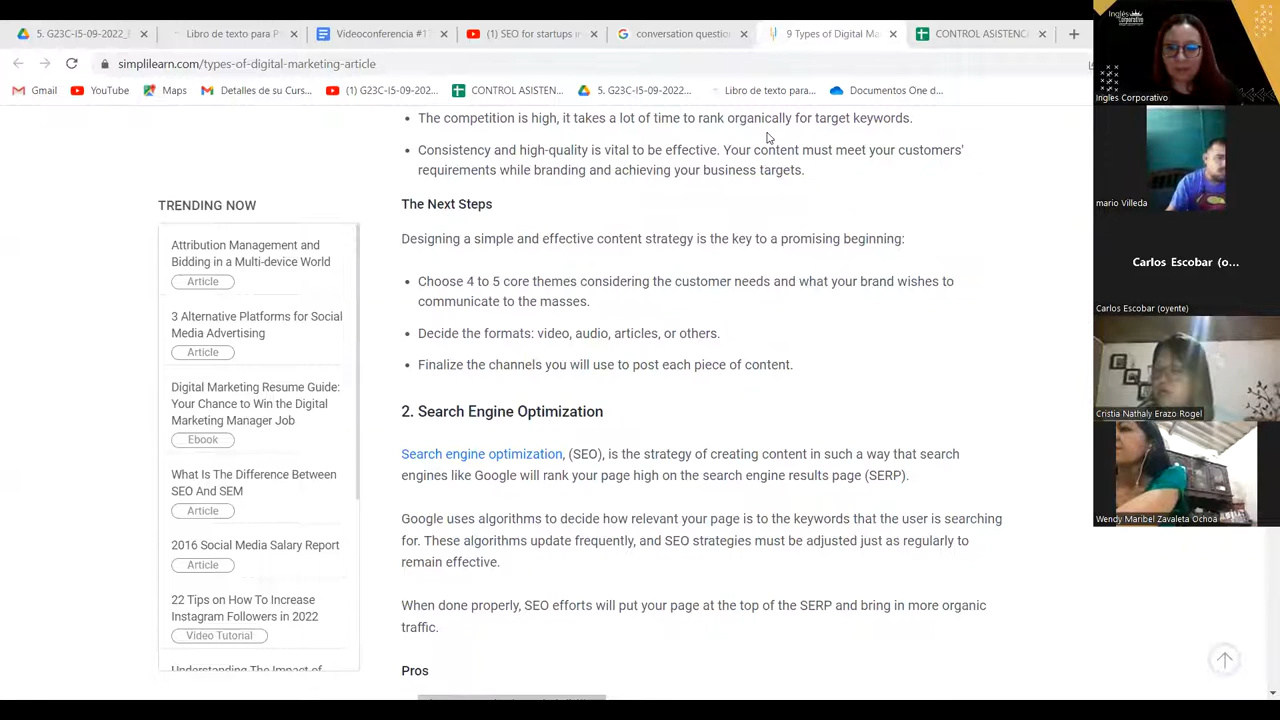 5. G23C-I5-09-2022_
Libro de texto para P
Videoconferencia #1
(1) SEO for startups i
conversation questio
9 Types of Digital Ma
CONTROL ASISTENC
simplilearn.com/types-of-digital-marketing-article
Gmail
YouTube
Maps
Detalles de su Curs...
(1) G23C-I5-09-202...
CONTROL ASISTEN...
5. G23C-I5-09-2022...
Libro de texto para...
Documentos One d...
The competition is high, it takes a lot of time to rank organically for target keywords.
Consistency and high-quality is vital to be effective. Your content must meet your customers'
requirements while branding and achieving your business targets.
The Next Steps
Designing a simple and effective content strategy is the key to a promising beginning:
Choose 4 to 5 core themes considering the customer needs and what your brand wishes to
communicate to the masses.
Decide the formats: video, audio, articles, or others.
Finalize the channels you will use to post each piece of content.
2. Search Engine Optimization
Search engine optimization, (SEO), is the strategy of creating content in such a way that search
engines like Google will rank your page high on the search engine results page (SERP).
Google uses algorithms to decide how relevant your page is to the keywords that the user is searching
for. These algorithms update frequently, and SEO strategies must be adjusted just as regularly to
remain effective.
When done properly, SEO efforts will put your page at the top of the SERP and bring in more organic
traffic.
Pros
TRENDING NOW
Attribution Management and
Bidding in a Multi-device World
Article
3 Alternative Platforms for Social
Media Advertising
Article
Digital Marketing Resume Guide:
Your Chance to Win the Digital
Marketing Manager Job
Ebook
What Is The Difference Between
SEO And SEM
Article
2016 Social Media Salary Report
Article
22 Tips on How To Increase
Instagram Followers in 2022
Video Tutorial
Understanding The Impact of
Inglés
Corporativo
Ingles Corporativo
mario Villeda
Carlos Escobar (o...
Carlos Escobar (oyente)
Cristia Nathaly Erazo Rogel
Wendy Maribel Zavaleta Ochoa